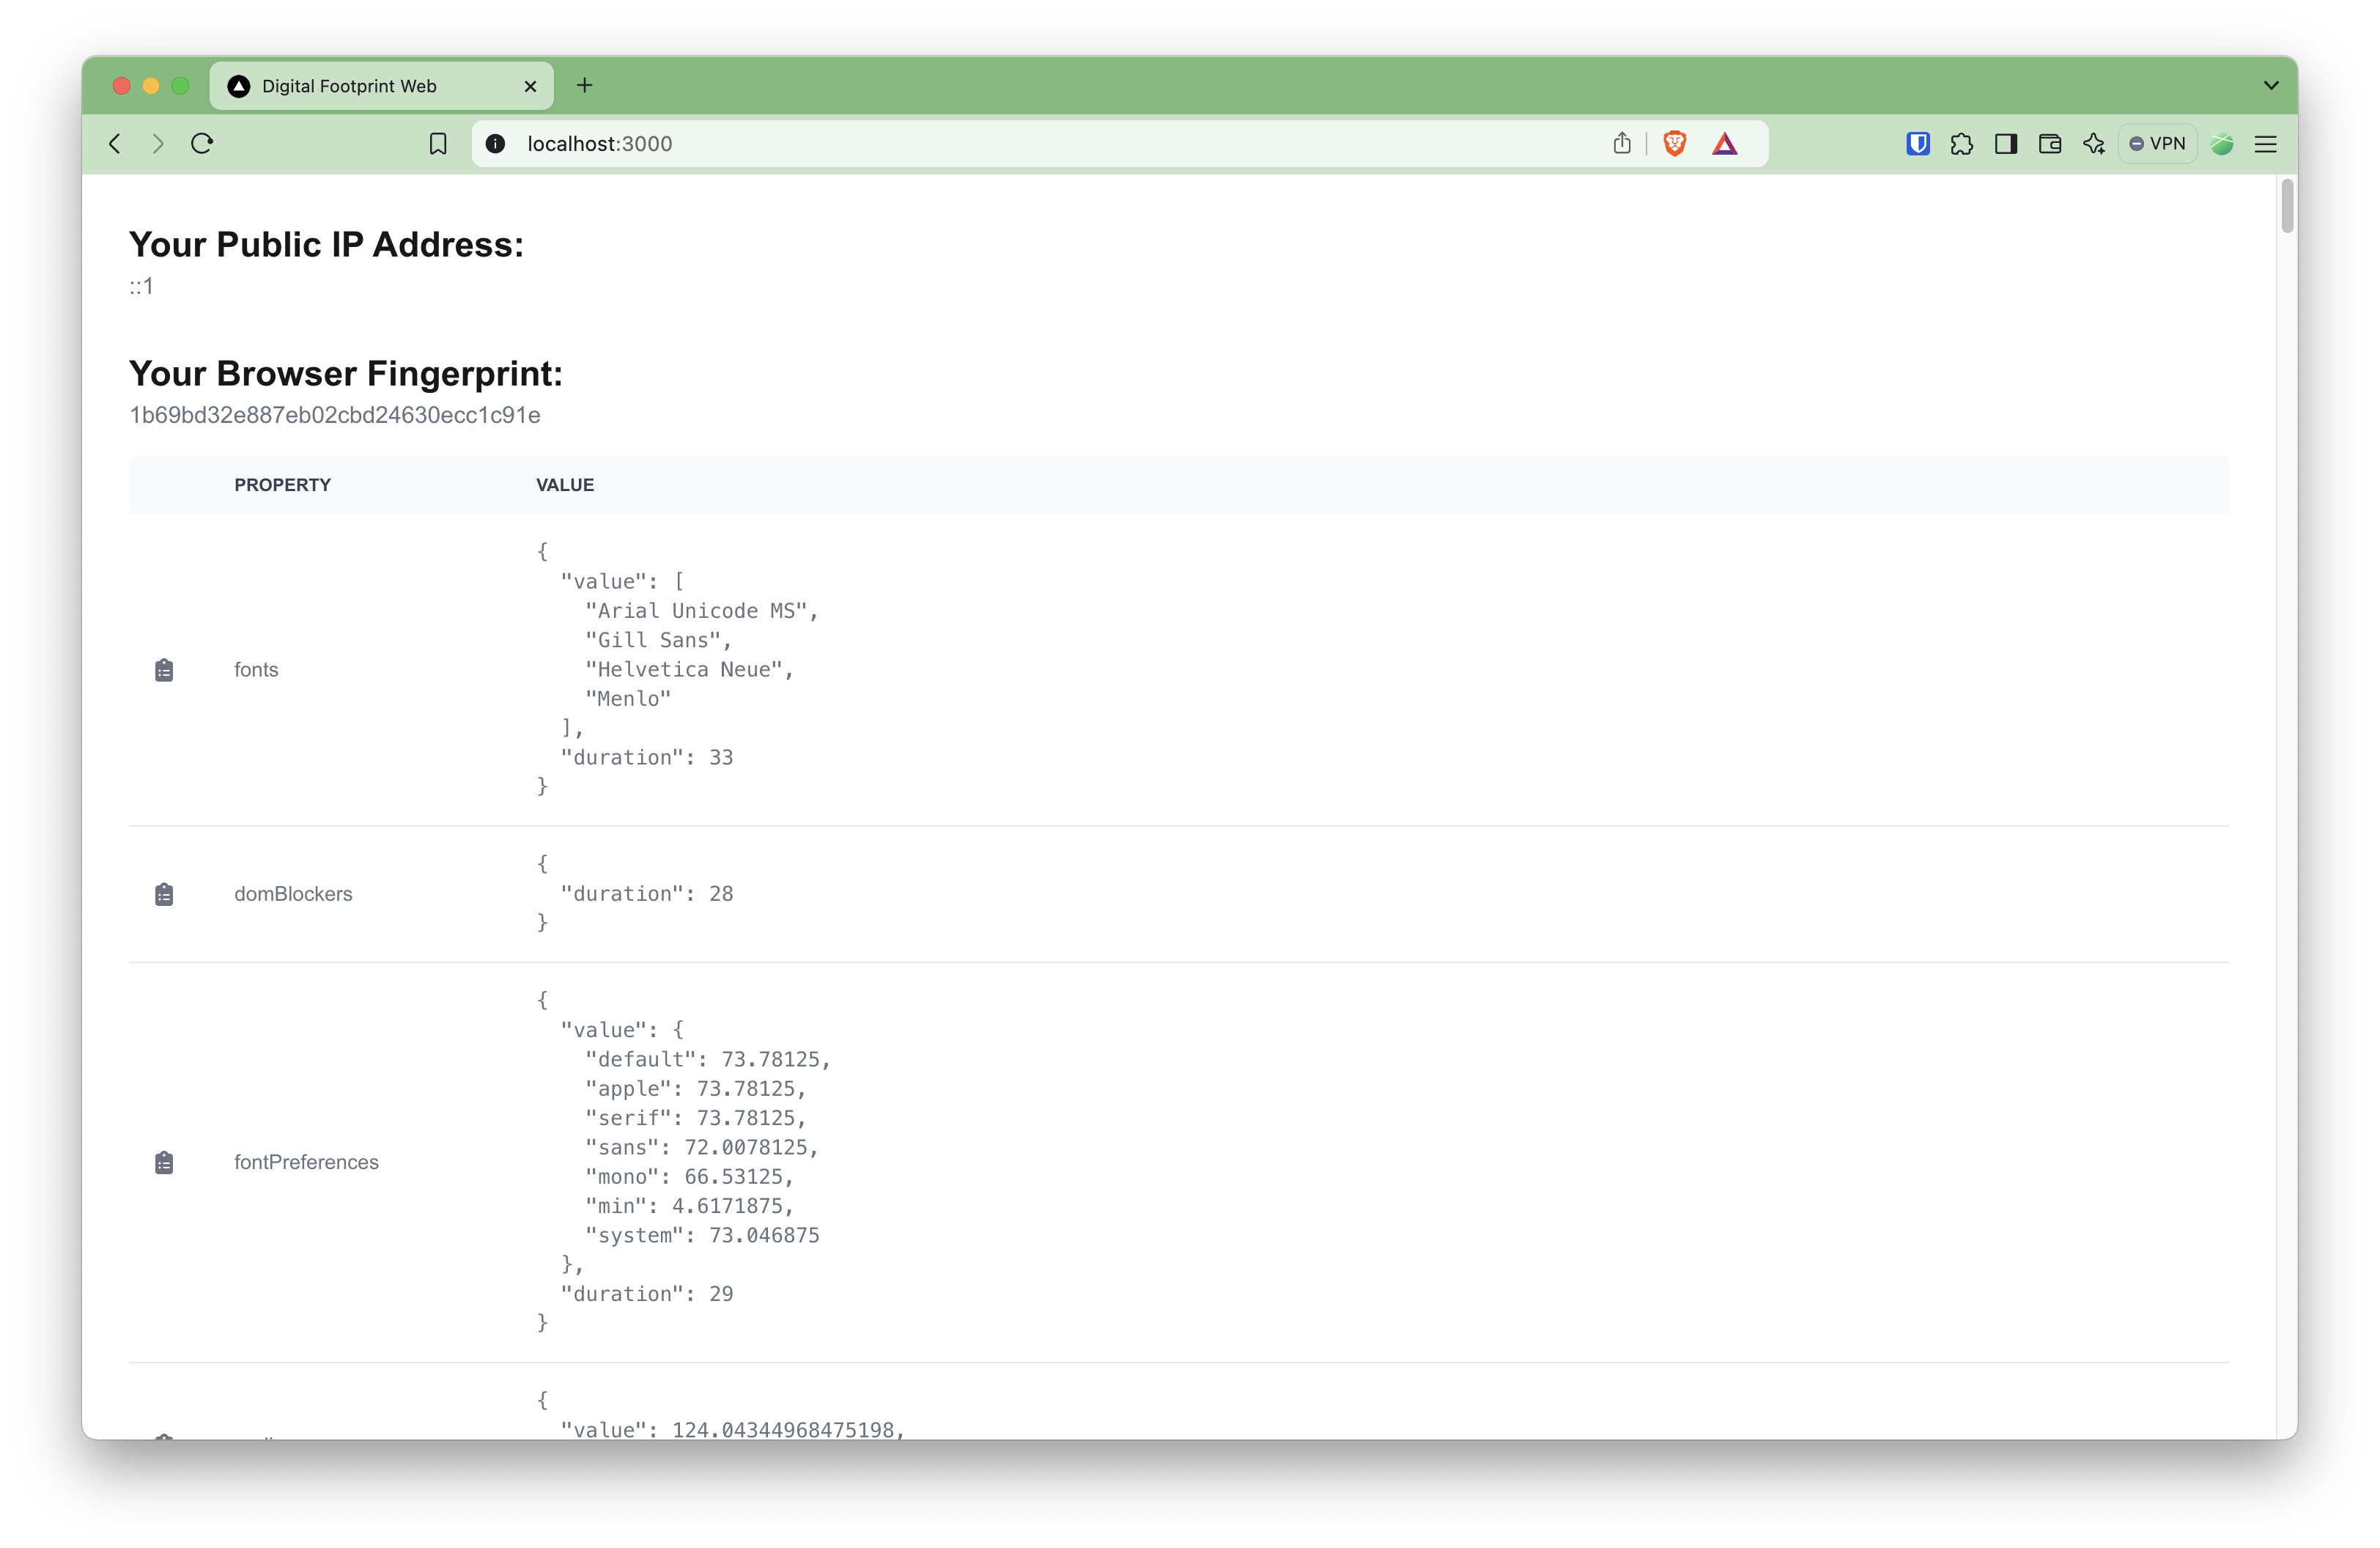 Digital Footprint Web
localhost:3000
VPN
Your Public IP Address:
::1
Your Browser Fingerprint:
1b69bd32e887eb02cbd24630ecc1c91e
PROPERTY VALUE
{
"value": [
"Arial Unicode MS",
"Gill Sans",
fonts "Helvetica Neue",
"Menlo"
],
"duration": 33
}
{
domBlockers "duration": 28
}
{
"value": {
"default": 73.78125,
"apple": 73.78125,
"serif": 73.78125,
"sans": 72.0078125,
fontPreferences "mono": 66.53125,
"min": 4.6171875,
"system": 73.046875
},
"duration": 29
}
{
"value": 124.04344968475198,